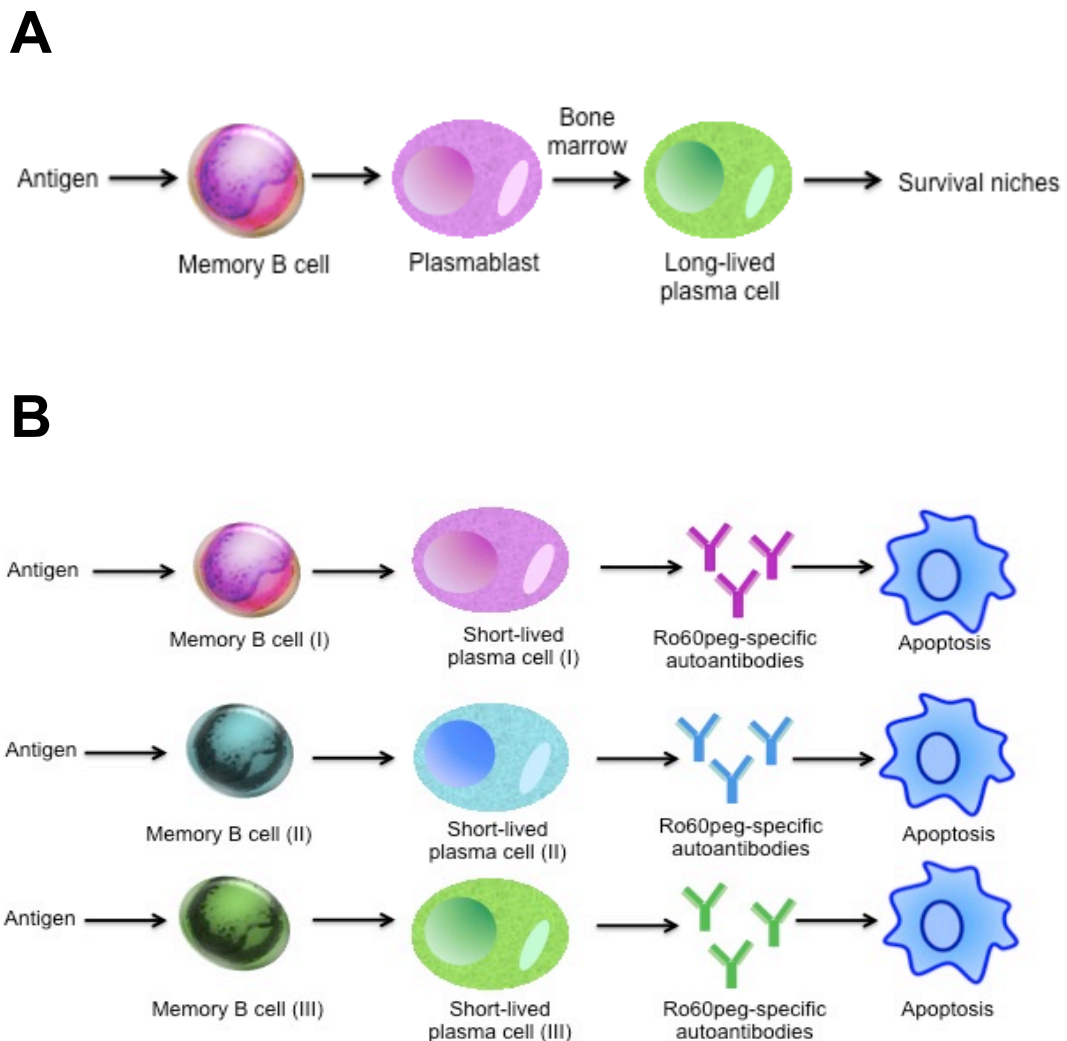 A
Bone
marrow
Antigen
Survival niches
Memory B cell
Plasmablast
Long-lived
plasma cell
B
Antigen
Memory B cell (I)
Short-lived
plasma cell (I)
Ro60peg-specific
autoantibodies
Apoptosis
Antigen
Memory B cell (II)
Short-lived
plasma cell (II)
Ro60peg-specific
autoantibodies
Apoptosis
Antigen
Memory B cell (III)
Short-lived
plasma cell (III)
Ro60peg-specific
autoantibodies
Apoptosis